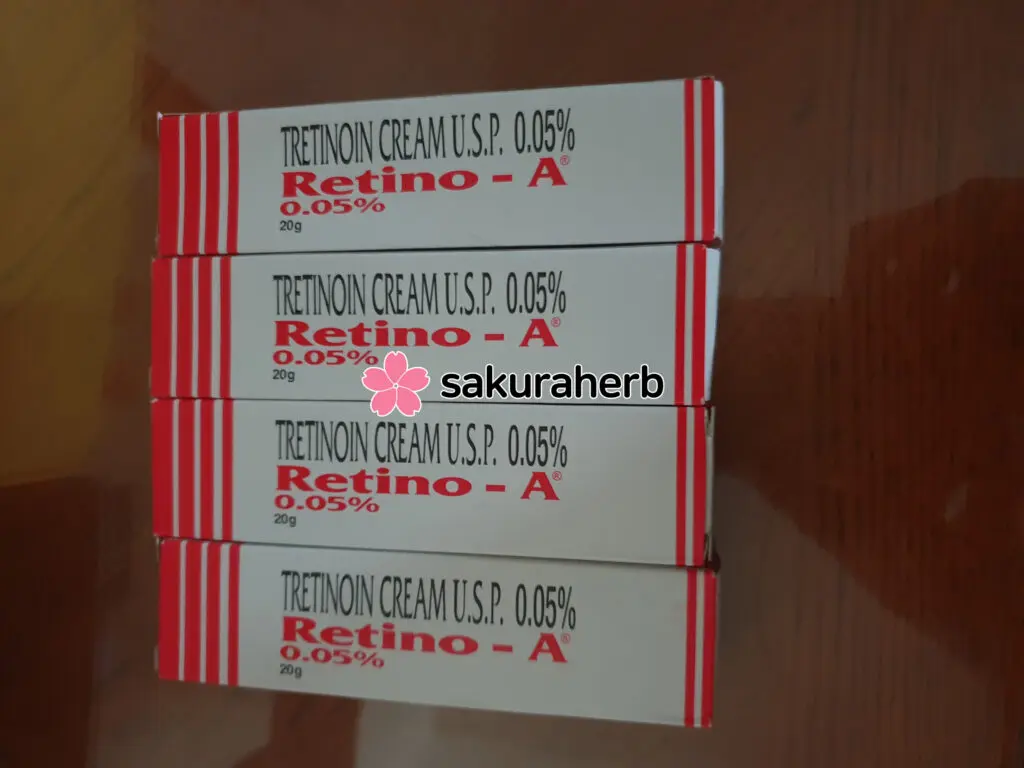 TRETINOIN CREAM U.S.P. 0.05%
Retino - A®
0.05%
20g
TRETINOIN CREAM U.S.P. 0.05%
Retino - A®
0.05%
20g
sakuraherb
TRETINOIN CREAM U.S.P. 0.05%
Retino - A®
0.05%
20g
TRETINOIN CREAM U.S.P. 0.05%
Retino - A®
0.05%
20g